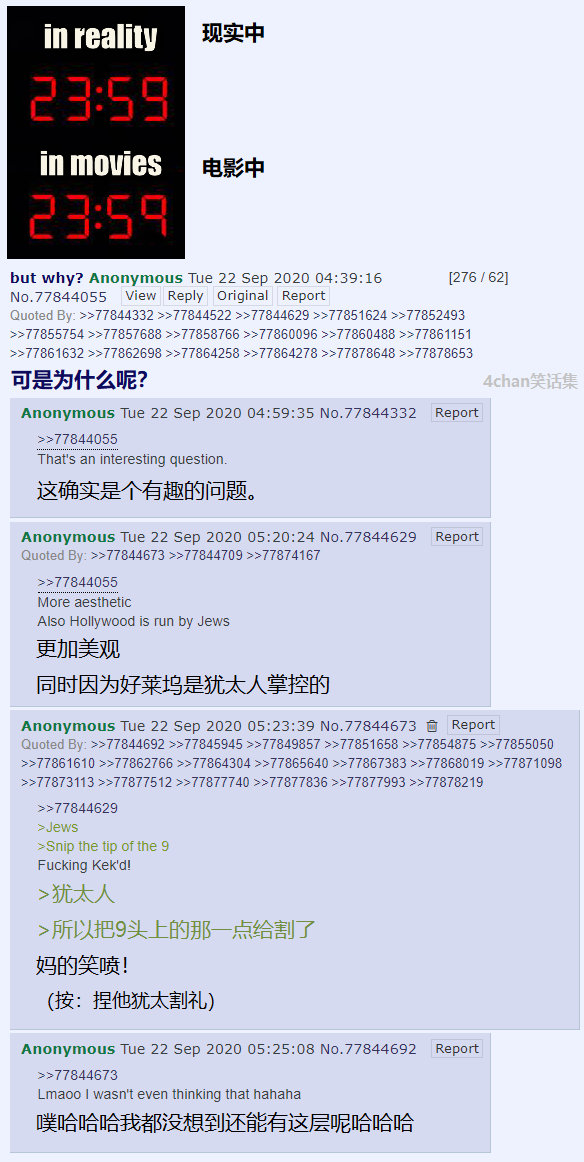 in reality
现实中
23:59
in movies
电影中
23:59
but why? Anonymous Tue 22 Sep 2020 04:39:16 [276 / 62]
No.77844055 View Reply Original Report
Quoted By: >>77844332 >>77844522 >>77844629 >>77851624 >>77852493
>>77855754 >>77857688 >>77858766 >>77860096 >>77860488 >>77861151
>>77861632 >>77862698 >>77864258 >>77864278 >>77878648 >>77878653
可是为什么呢?
4chan笑话集
Anonymous Tue 22 Sep 2020 04:59:35 No.77844332 Report
>>77844055
That's an interesting question.
这确实是个有趣的问题。
Anonymous Tue 22 Sep 2020 05:20:24 No.77844629 Report
Quoted By: >>77844673 >>77844709 >>77874167
>>77844055
More aesthetic
Also Hollywood is run by Jews
更加美观
同时因为好莱坞是犹太人掌控的
Anonymous Tue 22 Sep 2020 05:23:39 No.77844673 Report
Quoted By: >>77844692 >>77845945 >>77849857 >>77851658 >>77854875 >>77855050
>>77861610 >>77862766 >>77864304 >>77865640 >>77867383 >>77868019 >>77871098
>>77873113 >>77877512 >>77877740 >>77877836 >>77877993 >>77878219
>>77844629
>Jews
>Snip the tip of the 9
Fucking Kek'd!
>犹太人
>所以把9头上的那一点给割了
妈的笑喷!
（按：捏他犹太割礼）
Anonymous Tue 22 Sep 2020 05:25:08 No.77844692 Report
>>77844673
Lmaoo I wasn't even thinking that hahaha
噗哈哈哈我都没想到还能有这层呢哈哈哈